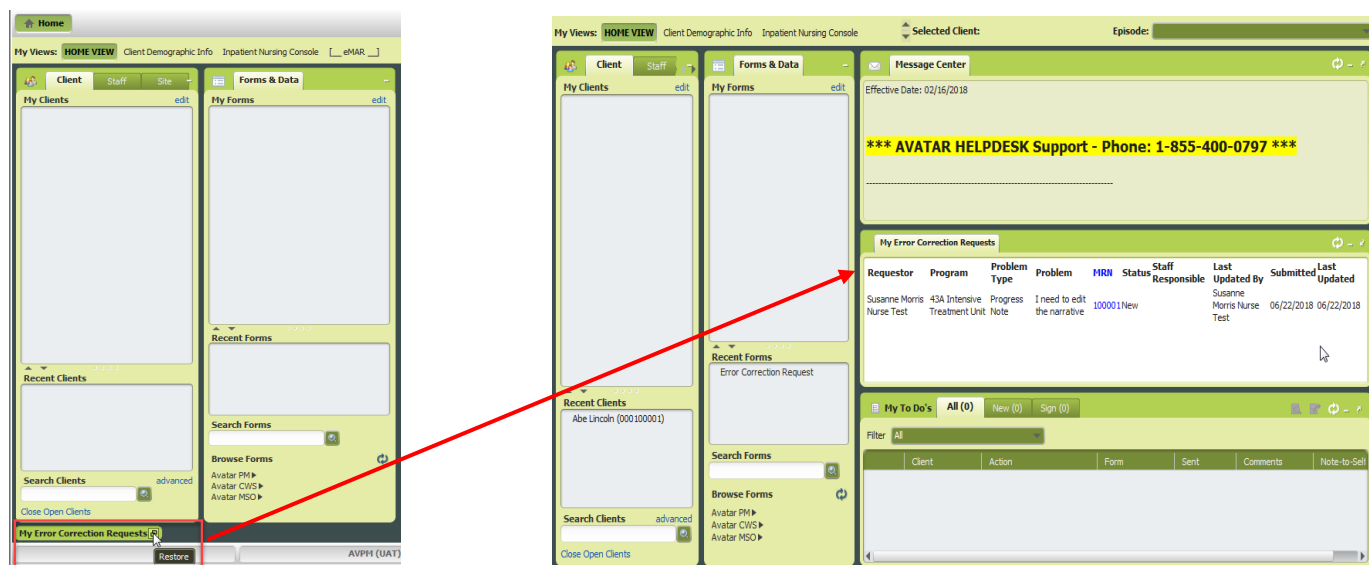 Home
My Views: HOME VIEW Client Demographic Info Inpatient Nursing Console [__ eMAR __]
Client Staff Site
Forms & Data
My Clients edit
My Forms edit
Recent Forms
Recent Clients
Search Forms
Browse Forms
Avatar PM
Avatar CWS
Avatar MSO
Search Clients advanced
Close Open Clients
My Error Correction Requests
Restore
AVPM (UAT)
My Views: HOME VIEW Client Demographic Info Inpatient Nursing Console
Selected Client:
Episode:
Client Staff
Forms & Data
My Clients edit
My Forms edit
Recent Forms
Error Correction Request
Recent Clients
Abe Lincoln (000100001)
Search Forms
Browse Forms
Avatar PM
Avatar CWS
Avatar MSO
Search Clients advanced
Close Open Clients
Message Center
Effective Date: 02/16/2018
*** AVATAR HELPDESK Support - Phone: 1-855-400-0797 ***
--------------------------------------------------------------------------------
My Error Correction Requests
Requestor Program Problem Type Problem MRN Status Staff Responsible Last Updated By Submitted Last Updated
Susanne Morris Nurse Test 43A Intensive Treatment Unit Progress Note I need to edit the narrative 100001 New Susanne Morris Nurse Test 06/22/2018 06/22/2018
My To Do's All (0) New (0) Sign (0)
Filter All
Client Action Form Sent Comments Note-to-Self